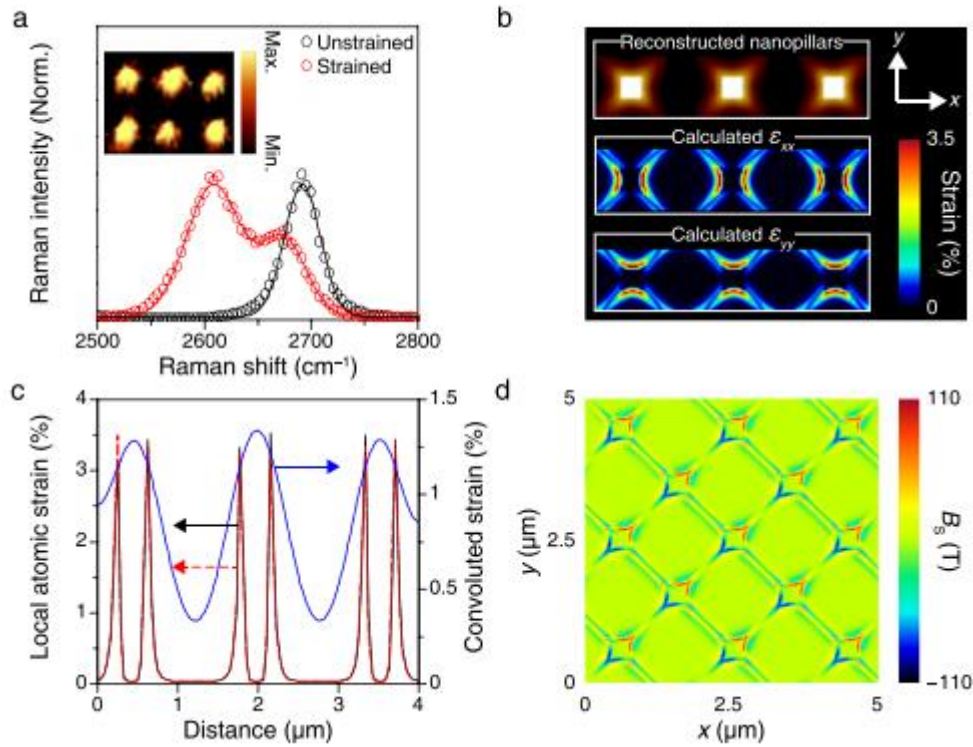 a
Raman intensity (Norm.)
Max.
Min.
Unstrained
Strained
2500
2600
2700
2800
Raman shift (cm⁻¹)
b
Reconstructed nanopillars
y
x
Calculated εxx
Calculated εyy
3.5
0
Strain (%)
c
Local atomic strain (%)
4
3
2
1
0
1.5
1
0.5
0
Convoluted strain (%)
0
1
2
3
4
Distance (μm)
d
y (μm)
5
2.5
0
0
2.5
5
x (μm)
110
−110
Bs (T)